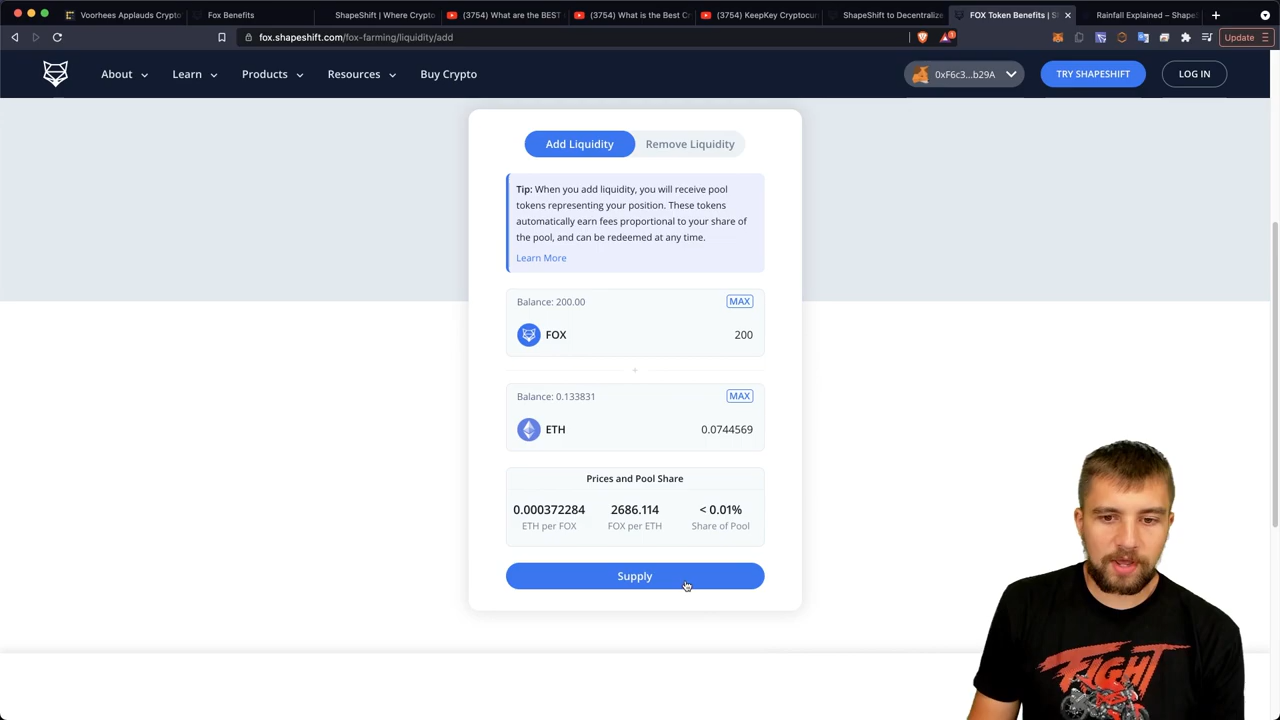 Voorhees Applauds Crypto
Fox Benefits
ShapeShift | Where Crypto
(3754) What are the BEST
(3754) What is the Best Cr
(3754) KeepKey Cryptocur
ShapeShift to Decentralize
FOX Token Benefits | S
Rainfall Explained – Shape
fox.shapeshift.com/fox-farming/liquidity/add
Update
About
Learn
Products
Resources
Buy Crypto
0xF6c3...b29A
TRY SHAPESHIFT
LOG IN
Add Liquidity
Remove Liquidity
Tip: When you add liquidity, you will receive pool
tokens representing your position. These tokens
automatically earn fees proportional to your share of
the pool, and can be redeemed at any time.
Learn More
Balance: 200.00
MAX
FOX
200
+
Balance: 0.133831
MAX
ETH
0.0744569
Prices and Pool Share
0.000372284
2686.114
< 0.01%
ETH per FOX
FOX per ETH
Share of Pool
Supply
FIGHT